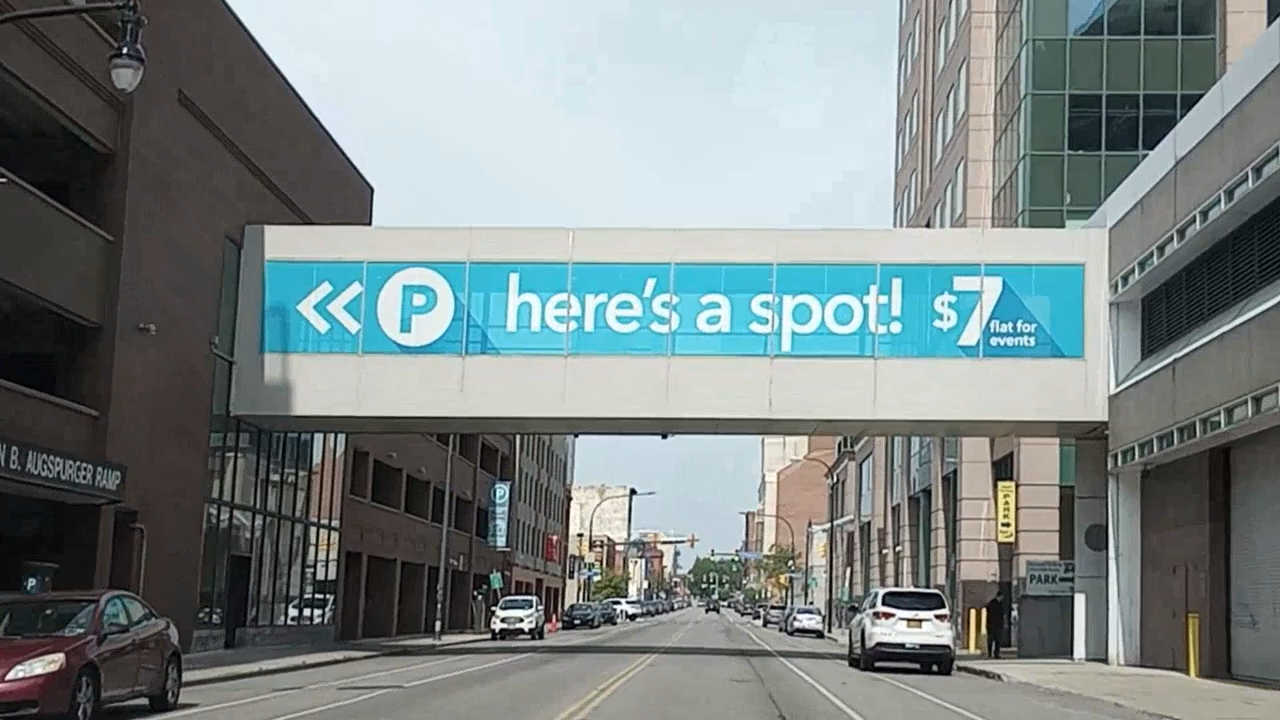 P here's a spot! $7
flat for
events
N B. AUGSPURGER RAMP
P
PARK
PARK
P